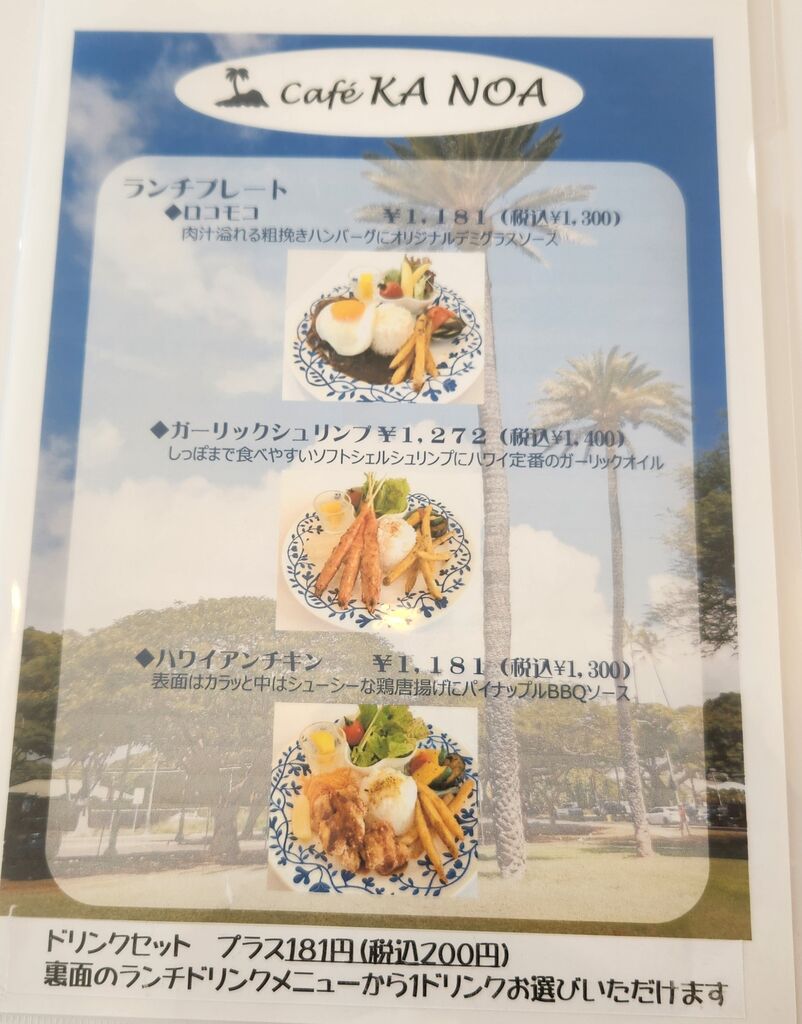 Café KA NOA
ランチプレート
◆ロコモコ ¥1,181 (税込¥1,300)
肉汁溢れる粗挽きハンバーグにオリジナルデミグラスソース
◆ガーリックシュリンプ ¥1,272 (税込¥1,400)
しっぽまで食べやすいソフトシェルシュリンプにハワイ定番のガーリックオイル
◆ハワイアンチキン ¥1,181 (税込¥1,300)
表面はカラッと中はジューシーな鶏唐揚げにパイナップルBBQソース
ドリンクセット プラス181円(税込200円)
裏面のランチドリンクメニューから1ドリンクお選びいただけます